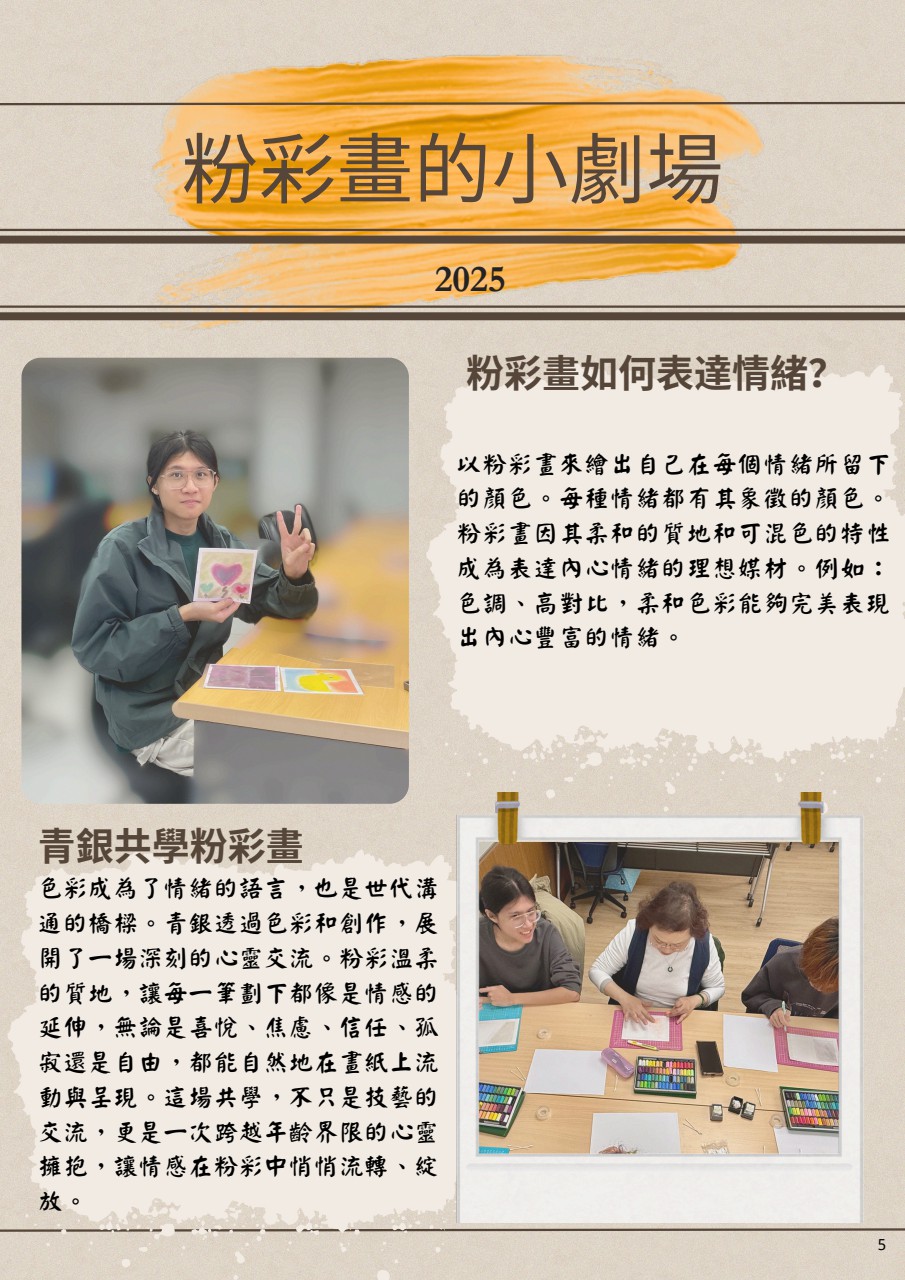 粉彩畫的小劇場
2025
粉彩畫如何表達情緒？
以粉彩畫來繪出自己在每個情緒所留下
的顏色。每種情緒都有其象徵的顏色。
粉彩畫因其柔和的質地和可混色的特性
成為表達內心情緒的理想媒材。例如：
色調、高對比，柔和色彩能夠完美表現
出內心豐富的情緒。
青銀共學粉彩畫
色彩成為了情緒的語言，也是世代溝
通的橋樑。青銀透過色彩和創作，展
開了一場深刻的心靈交流。粉彩溫柔
的質地，讓每一筆劃下都像是情感的
延伸，無論是喜悅、焦慮、信任、孤
寂還是自由，都能自然地在畫紙上流
動與呈現。這場共學，不只是技藝的
交流，更是一次跨越年齡界限的心靈
擁抱，讓情感在粉彩中悄悄流轉、綻
放。
5